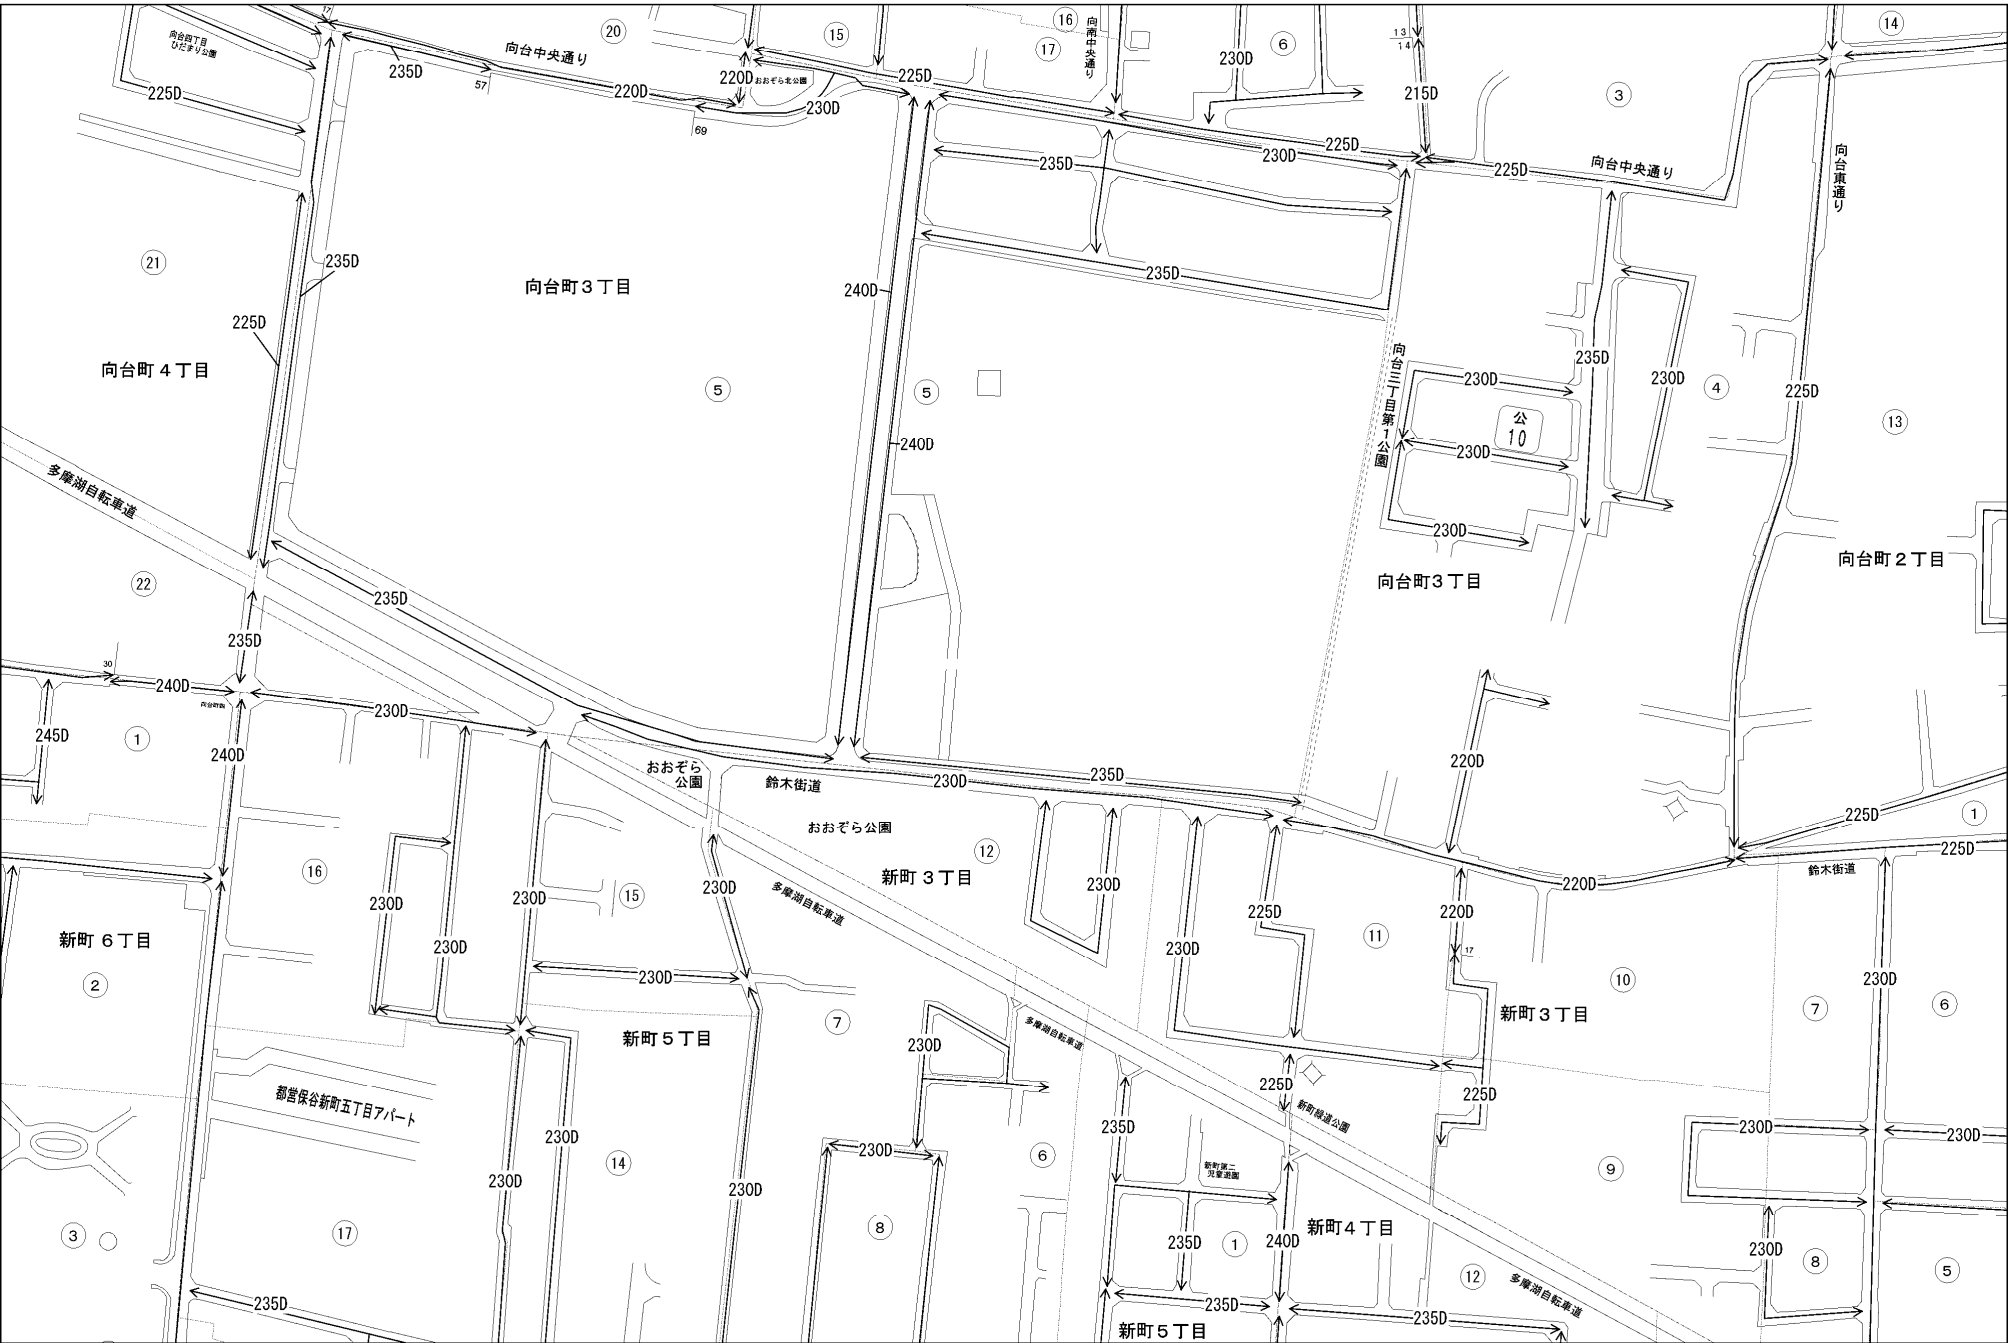 17
20
向台中央通り
15
16
17
向南中央通り
6
13
14
14
3
向台四丁目
ひだまり公園
235D
57
220D
220D
おおぞら北公園
225D
230D
69
230D
215D
225D
225D
230D
235D
225D
向台中央通り
向台東通り
21
235D
向台町3丁目
240D
235D
225D
向台町4丁目
5
5
240D
向台三丁目第1公園
230D
公
10
230D
230D
235D
230D
4
225D
13
多摩湖自転車道
22
235D
235D
向台町3丁目
向台町2丁目
30
240D
230D
245D
1
240D
おおぞら
公園
鈴木街道
230D
235D
220D
225D
1
225D
鈴木街道
おおぞら公園
12
新町3丁目
16
15
230D
多摩湖自転車道
230D
225D
220D
220D
11
17
10
230D
230D
230D
230D
230D
新町6丁目
2
230D
新町5丁目
7
新町3丁目
7
6
230D
多摩湖自転車道
225D
225D
新町緑道公園
都営保谷新町五丁目アパート
230D
14
230D
230D
230D
8
6
235D
新町第二
児童遊園
9
230D
230D
3
17
235D
1
240D
新町4丁目
12
多摩湖自転車道
230D
8
5
235D
235D
235D
新町5丁目